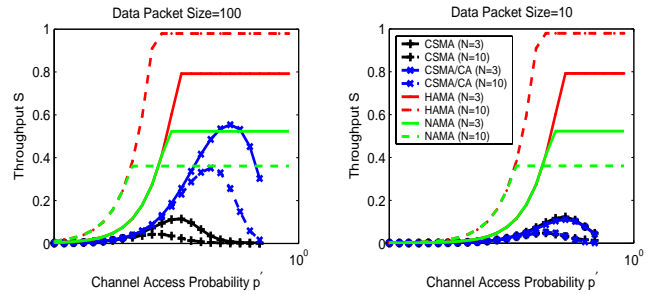 Data Packet Size=100
Throughput S
1
0.8
0.6
0.4
0.2
0
10^0
Channel Access Probability p′
Data Packet Size=10
Throughput S
1
0.8
0.6
0.4
0.2
0
CSMA (N=3)
CSMA (N=10)
CSMA/CA (N=3)
CSMA/CA (N=10)
HAMA (N=3)
HAMA (N=10)
NAMA (N=3)
NAMA (N=10)
10^0
Channel Access Probability p′